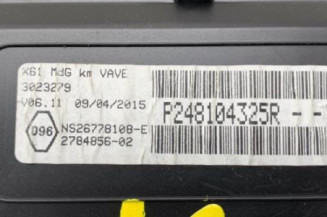 X61 MdG km VAVE
3023279
V06.11 09/04/2015
P248104325R --
096
NS26778108-E
2784856-02